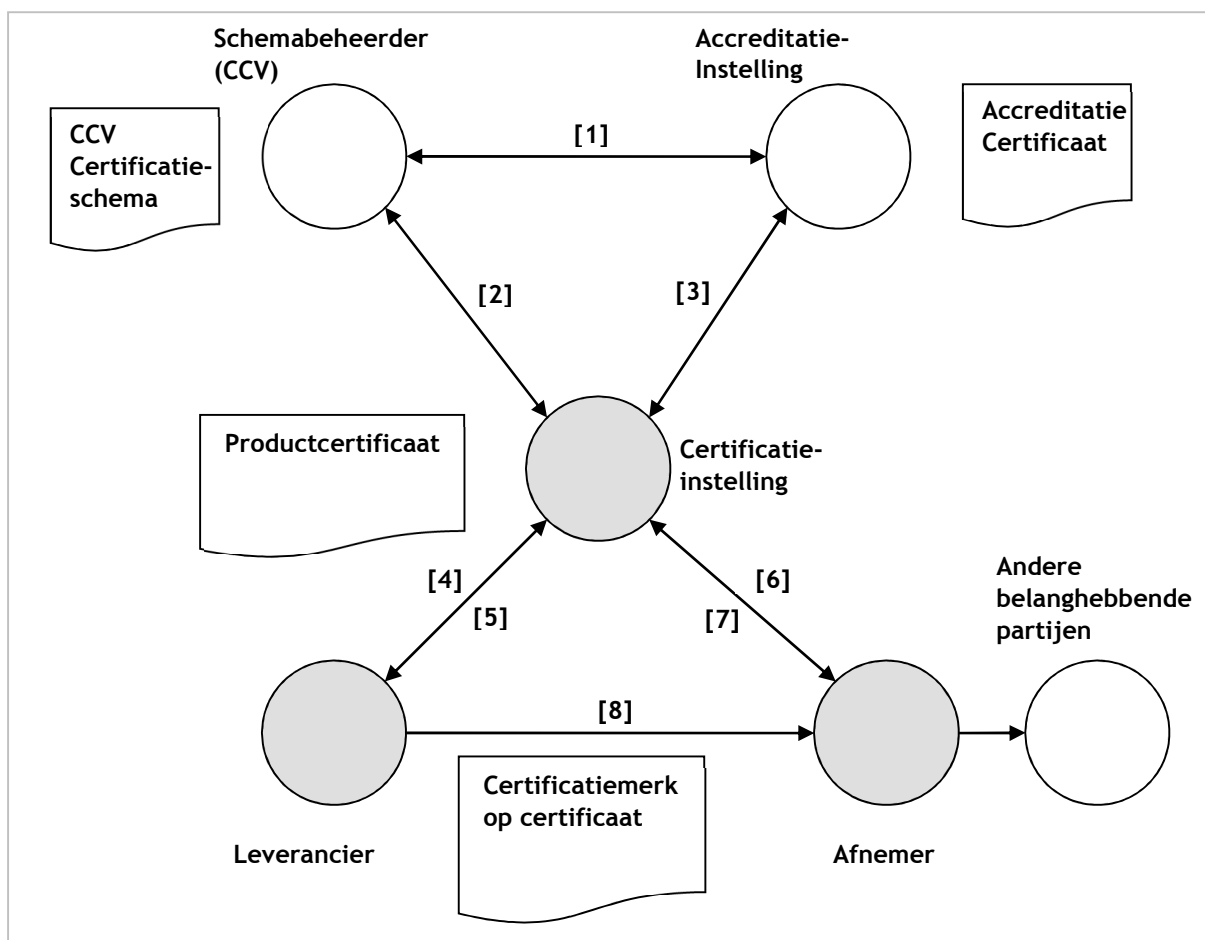 Schemabeheerder
(CCV)
Accreditatie-
Instelling
CCV
Certificatie-
schema
[1]
Accreditatie
Certificaat
[2]
[3]
Productcertificaat
Certificatie-
instelling
[4]
[5]
[6]
[7]
Andere
belanghebbende
partijen
[8]
Certificatiemerk
op certificaat
Leverancier
Afnemer